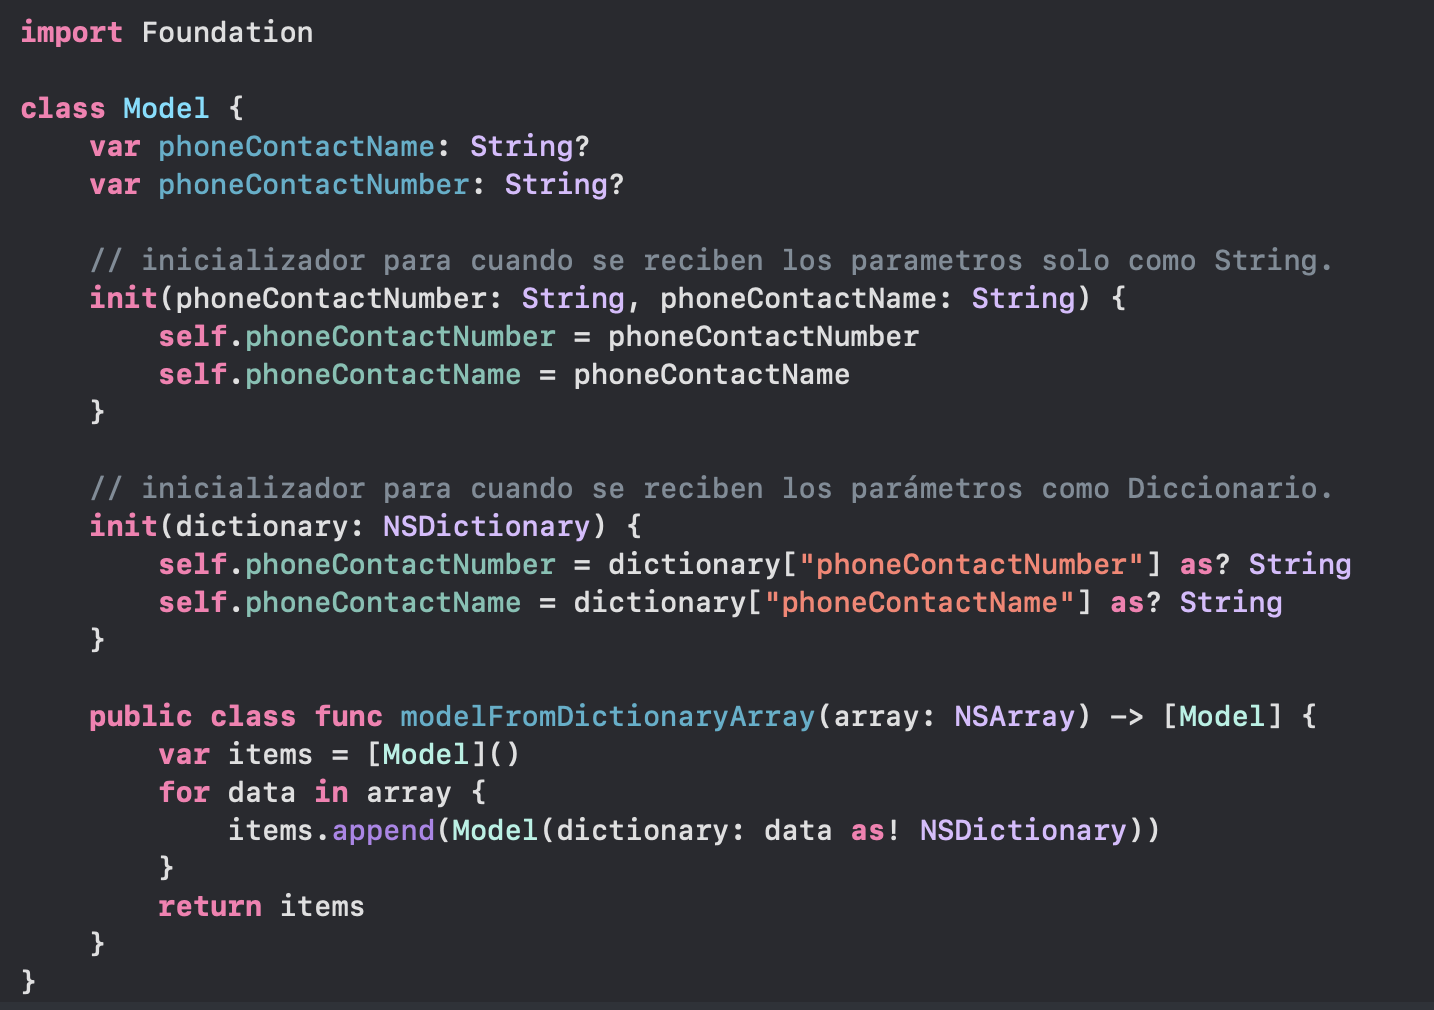 import Foundation
class Model {
var phoneContactName: String?
var phoneContactNumber: String?
// inicializador para cuando se reciben los parametros solo como String.
init(phoneContactNumber: String, phoneContactName: String) {
self.phoneContactNumber = phoneContactNumber
self.phoneContactName = phoneContactName
}
// inicializador para cuando se reciben los parámetros como Diccionario.
init(dictionary: NSDictionary) {
self.phoneContactNumber = dictionary["phoneContactNumber"] as? String
self.phoneContactName = dictionary["phoneContactName"] as? String
}
public class func modelFromDictionaryArray(array: NSArray) -> [Model] {
var items = [Model]()
for data in array {
items.append(Model(dictionary: data as! NSDictionary))
}
return items
}
}